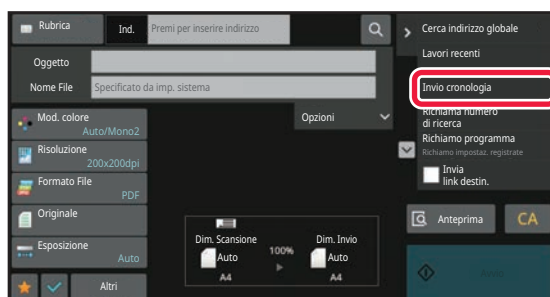 Rubrica
Ind.
Premi per inserire indirizzo
Oggetto
Nome File
Specificato da imp. sistema
Opzioni
Mod. colore
Auto/Mono2
Risoluzione
200x200dpi
Formato File
PDF
Originale
Esposizione
Auto
Altri
Dim. Scansione
Auto
A4
100%
Dim. Invio
Auto
A4
Cerca indirizzo globale
Lavori recenti
Invio cronologia
Richiama numero
di ricerca
Richiamo programma
Richiamo impostaz. registrate
Invia
link destin.
Anteprima
CA